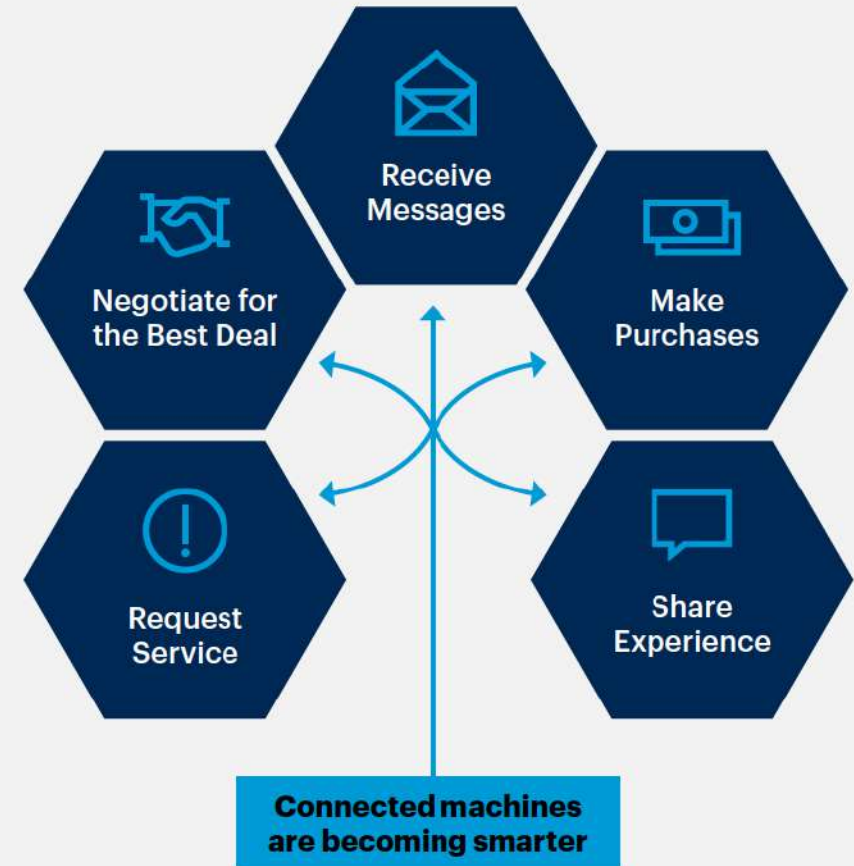 Receive
Messages
Negotiate for
the Best Deal
Make
Purchases
Request
Service
Share
Experience
Connected machines
are becoming smarter